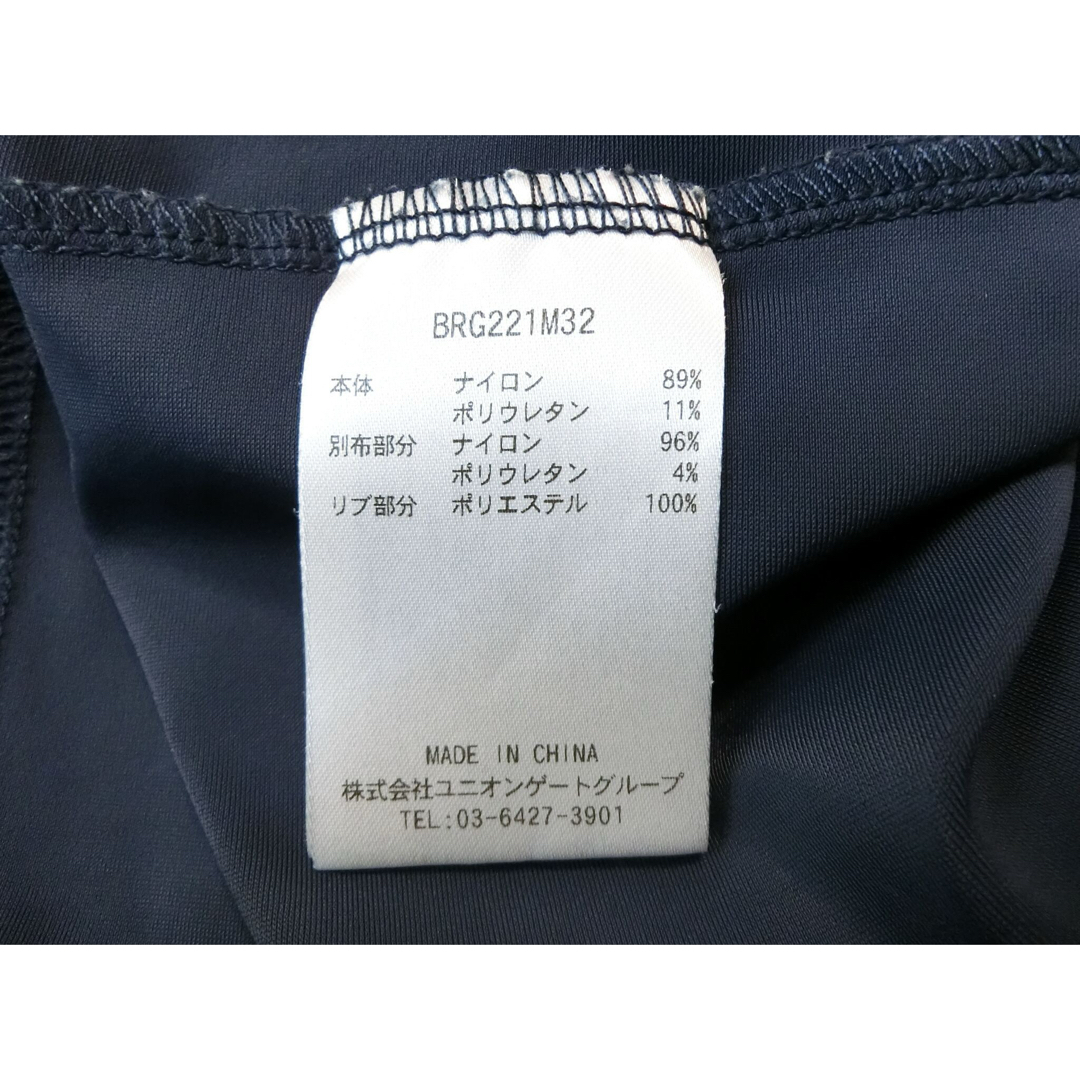 BRG221M32
本体 ナイロン 89%
ポリウレタン 11%
別布部分 ナイロン 96%
ポリウレタン 4%
リブ部分 ポリエステル 100%
MADE IN CHINA
株式会社ユニオンゲートグループ
TEL:03-6427-3901